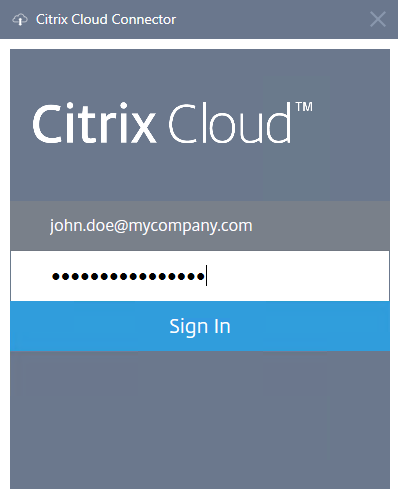 Citrix Cloud Connector
Citrix Cloud™
john.doe@mycompany.com
••••••••••••••••
Sign In